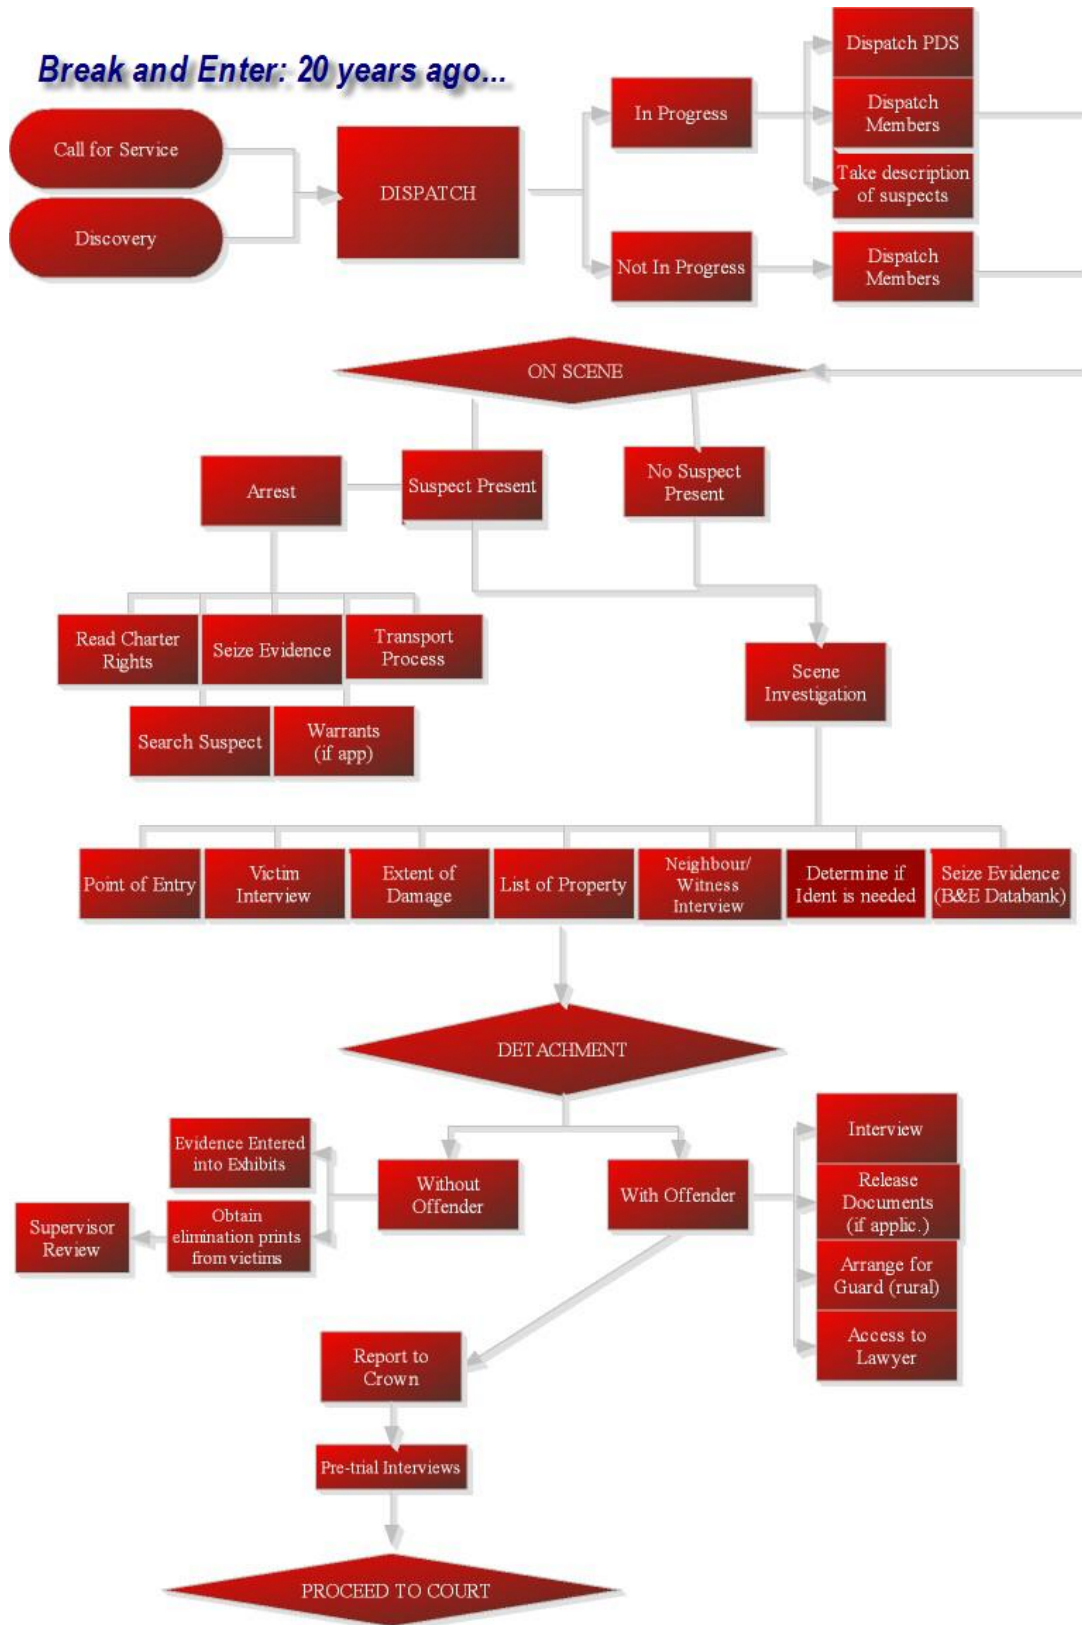 Break and Enter: 20 years ago...
Call for Service
Discovery
DISPATCH
In Progress
Not In Progress
Dispatch PDS
Dispatch
Members
Take description
of suspects
Dispatch
Members
ON SCENE
Arrest
Suspect Present
No Suspect
Present
Read Charter
Rights
Seize Evidence
Transport
Process
Search Suspect
Warrants
(if app)
Scene
Investigation
Point of Entry
Victim
Interview
Extent of
Damage
List of Property
Neighbour/
Witness
Interview
Determine if
Ident is needed
Seize Evidence
(B&E Databank)
DETACHMENT
Evidence Entered
into Exhibits
Without
Offender
With Offender
Supervisor
Review
Obtain
elimination prints
from victims
Interview
Release
Documents
(if applic.)
Arrange for
Guard (rural)
Access to
Lawyer
Report to
Crown
Pre-trial Interviews
PROCEED TO COURT